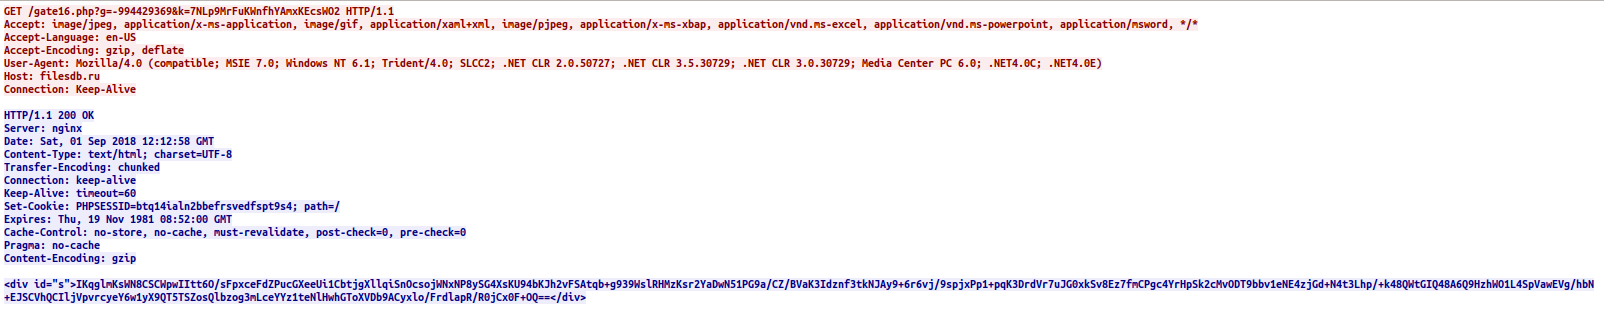 GET /gate16.php?g=-994429369&k=7NLp9MrFuKWnfhYAmxKEcsWO2 HTTP/1.1
Accept: image/jpeg, application/x-ms-application, image/gif, application/xaml+xml, image/pjpeg, application/x-ms-xbap, application/vnd.ms-excel, application/vnd.ms-powerpoint, application/msword, */*
Accept-Language: en-US
Accept-Encoding: gzip, deflate
User-Agent: Mozilla/4.0 (compatible; MSIE 7.0; Windows NT 6.1; Trident/4.0; SLCC2; .NET CLR 2.0.50727; .NET CLR 3.5.30729; .NET CLR 3.0.30729; Media Center PC 6.0; .NET4.0C; .NET4.0E)
Host: filesdb.ru
Connection: Keep-Alive
HTTP/1.1 200 OK
Server: nginx
Date: Sat, 01 Sep 2018 12:12:58 GMT
Content-Type: text/html; charset=UTF-8
Transfer-Encoding: chunked
Connection: keep-alive
Keep-Alive: timeout=60
Set-Cookie: PHPSESSID=btq14ialn2bbefrsvedfspt9s4; path=/
Expires: Thu, 19 Nov 1981 08:52:00 GMT
Cache-Control: no-store, no-cache, must-revalidate, post-check=0, pre-check=0
Pragma: no-cache
Content-Encoding: gzip
<div id="s">IKqglmKsWN8CSCWpwIItt6O/sFpxceFdZPucGXeeUi1CbtjgXllqiSnOcsojWNxNP8ySG4XsKU94bKJh2vFSAtqb+g939WslRHMzKsr2YaDwN51PG9a/CZ/BVaK3Idznf3tkNJAy9+6r6vj/9spjxPp1+pqK3DrdVr7uJG0xkSv8Ez7fmCPgc4YrHpSk2cMvODT9bbv1eNE4zjGd+N4t3Lhp/+k48QWtGIQ48A6Q9HzhWO1L4SpVawEVg/hbN
+EJSCVhQCIljVpvrcyeY6w1yX9QT5TSZosQlbzog3mLceYYz1teNlHwhGToXVDb9ACyxlo/FrdlapR/R0jCx0F+OQ==</div>